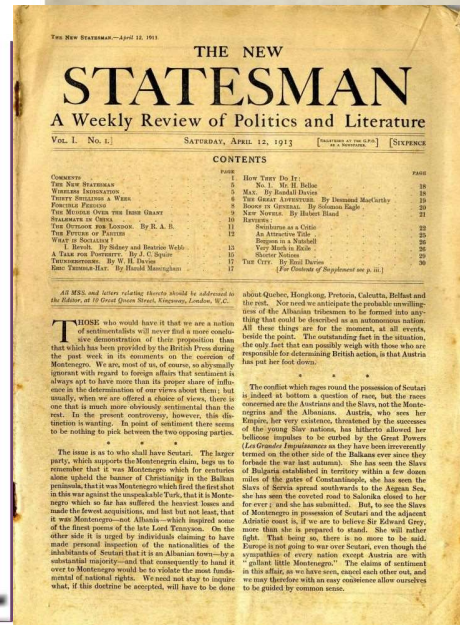 THE NEW STATESMAN.—April 12, 1913
THE NEW
STATESMAN
A Weekly Review of Politics and Literature
VOL. I. No. 1.]
SATURDAY, APRIL 12, 1913
[REGISTERED AT THE G.P.O. AS A NEWSPAPER.]
[SIXPENCE
CONTENTS
PAGE
COMMENTS 1
THE NEW STATESMAN 5
WIRELESS INDIGNATION 5
THIRTY SHILLINGS A WEEK 6
FORCIBLE FEEDING 8
THE MUDDLE OVER THE IRISH GRANT 9
STALEMATE IN CHINA 10
THE OUTLOOK FOR LONDON. By R. A. B. 11
THE FUTURE OF PARTIES 12
WHAT IS SOCIALISM?
I. Revolt. By Sidney and Beatrice Webb 13
A TALK FOR POSTERITY. By J. C. Squire 15
THUNDERSTORMS. By W. H. Davies 17
ERIC TRIMBLE-HAT. By Harold Massingham 17
PAGE
HOW THEY DO IT:
No. 1. Mr. H. Belloc 18
MAX. By Randall Davies 18
THE GREAT ADVENTURE. By Desmond MacCarthy 19
BOOKS IN GENERAL. By Solomon Eagle 20
NEW NOVELS. By Hubert Bland 21
REVIEWS:
Swinburne as Critic
An Attractive Title
Bergson in a Nutshell
Very Much in Exile
Shorter Notices
THE CITY. By Emil Davies 30
[For Contents of Supplement see p. iii.]
All MSS. and letters relating thereto should be addressed to
the Editor, at 10 Great Queen Street, Kingsway, London, W.C.
THOSE who would have it that we are a nation
of sentimentalists will never find a more conclu-
sive demonstration of their proposition than
that which has been provided by the British Press during
the past week in its comments on the coercion of
Montenegro. We are, most of us, of course, so abysmally
ignorant with regard to foreign affairs that sentiment is
always apt to have more than its proper share of influ-
ence in the determination of our views about them; but
usually, when we are offered a choice of views, there is
one that is much more obviously sentimental than the
rest. In the present controversy, however, this dis-
tinction is wanting. In point of sentiment there seems
to be nothing to pick between the two opposing parties.
* * *
The issue is as to who shall have Scutari. The larger
party, which supports the Montenegrin claim, begs us to
remember that it was Montenegro which for centuries
alone upheld the banner of Christianity in the Balkan
peninsula, that it was Montenegro which fired the first shot
in this war against the unspeakable Turk, that it is Monte-
negro which so far has suffered the heaviest losses and
made the fewest acquisitions, and last but not least, that
it was Montenegro—not Albania—which inspired some
of the finest poems of the late Lord Tennyson. On the
other side it is urged by individuals claiming to have
made personal inspection of the nationalities of the
inhabitants of Scutari that it is an Albanian town—by a
substantial majority—and that consequently to hand it
over to Montenegro would be to violate the most funda-
mental of national rights. We need not stay to inquire
what, if this doctrine be accepted, will have to be done
about Quebec, Hongkong, Pretoria, Calcutta, Belfast and
the rest. Nor need we anticipate the probable unwilling-
ness of the Albanian tribesmen to be formed into any-
thing that could be described as an autonomous nation.
All these things are for the moment, at all events,
beside the point. The outstanding fact in the situation,
the only fact that can possibly weigh with those who are
responsible for determining British action, is that Austria
has put her foot down.
* * *
The conflict which rages round the possession of Scutari
is indeed at bottom a question of race, but the races
concerned are the Austrians and the Slavs, not the Monte-
negrins and the Albanians. Austria, who sees her
Empire, her very existence, threatened by the successes
of the young Slav nations, has hitherto allowed her
bellicose impulses to be curbed by the Great Powers
(Les Grandes Impuissances as they have been irreverently
termed on the other side of the Balkans ever since they
forbade the war last autumn). She has seen the Slavs
of Bulgaria established in territory within a few dozen
miles of the gates of Constantinople, she has seen the
Slavs of Servia spread southwards to the Aegean Sea,
she has seen the coveted road to Salonika closed to her
for ever; and she has submitted. But, to see the Slavs
of Montenegro in possession of Scutari and the adjacent
Adriatic coast is, if we are to believe Sir Edward Grey,
more than she is prepared to stand. She will rather
fight. That being so, there is no more to be said.
Europe is not going to war over Scutari, even though the
sympathies of every nation except Austria are with
" gallant little Montenegro." The claims of sentiment
in this affair, as we have seen, cancel each other out, and
we may therefore with an easy conscience allow ourselves
to be guided by common sense.